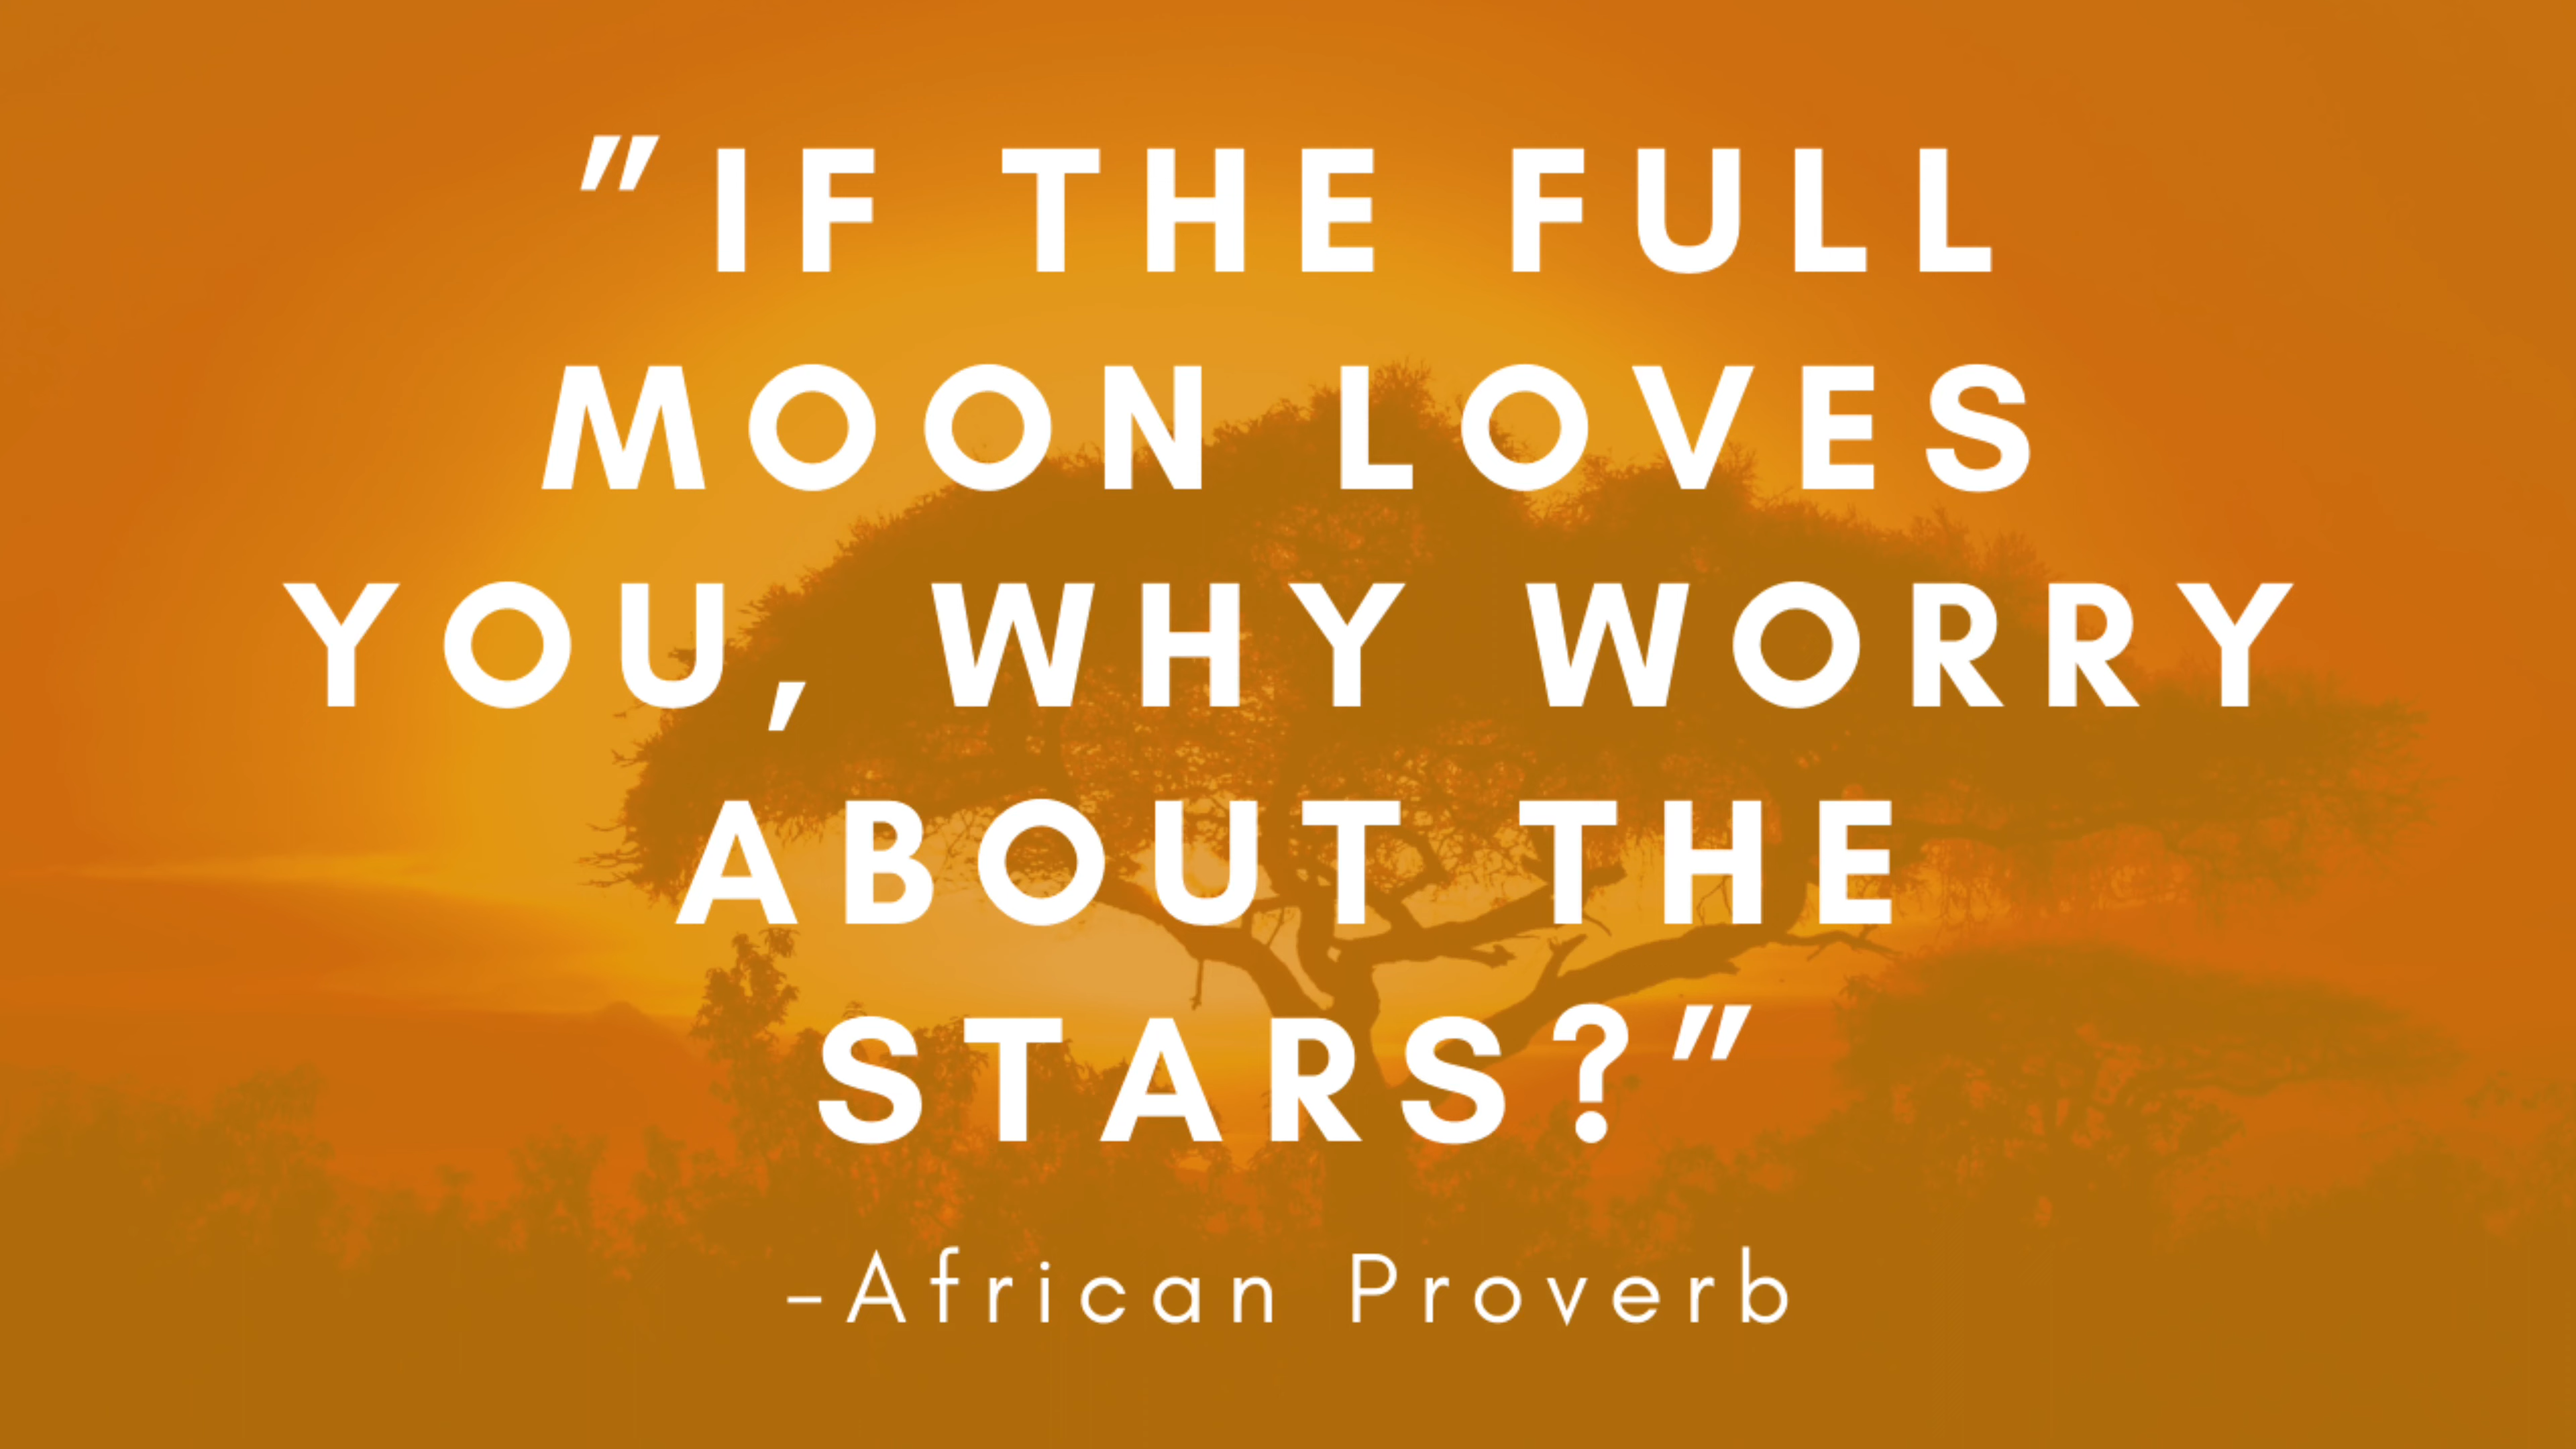 "IF THE FULL
MOON LOVES
YOU, WHY WORRY
ABOUT THE
STARS?"
-African Proverb